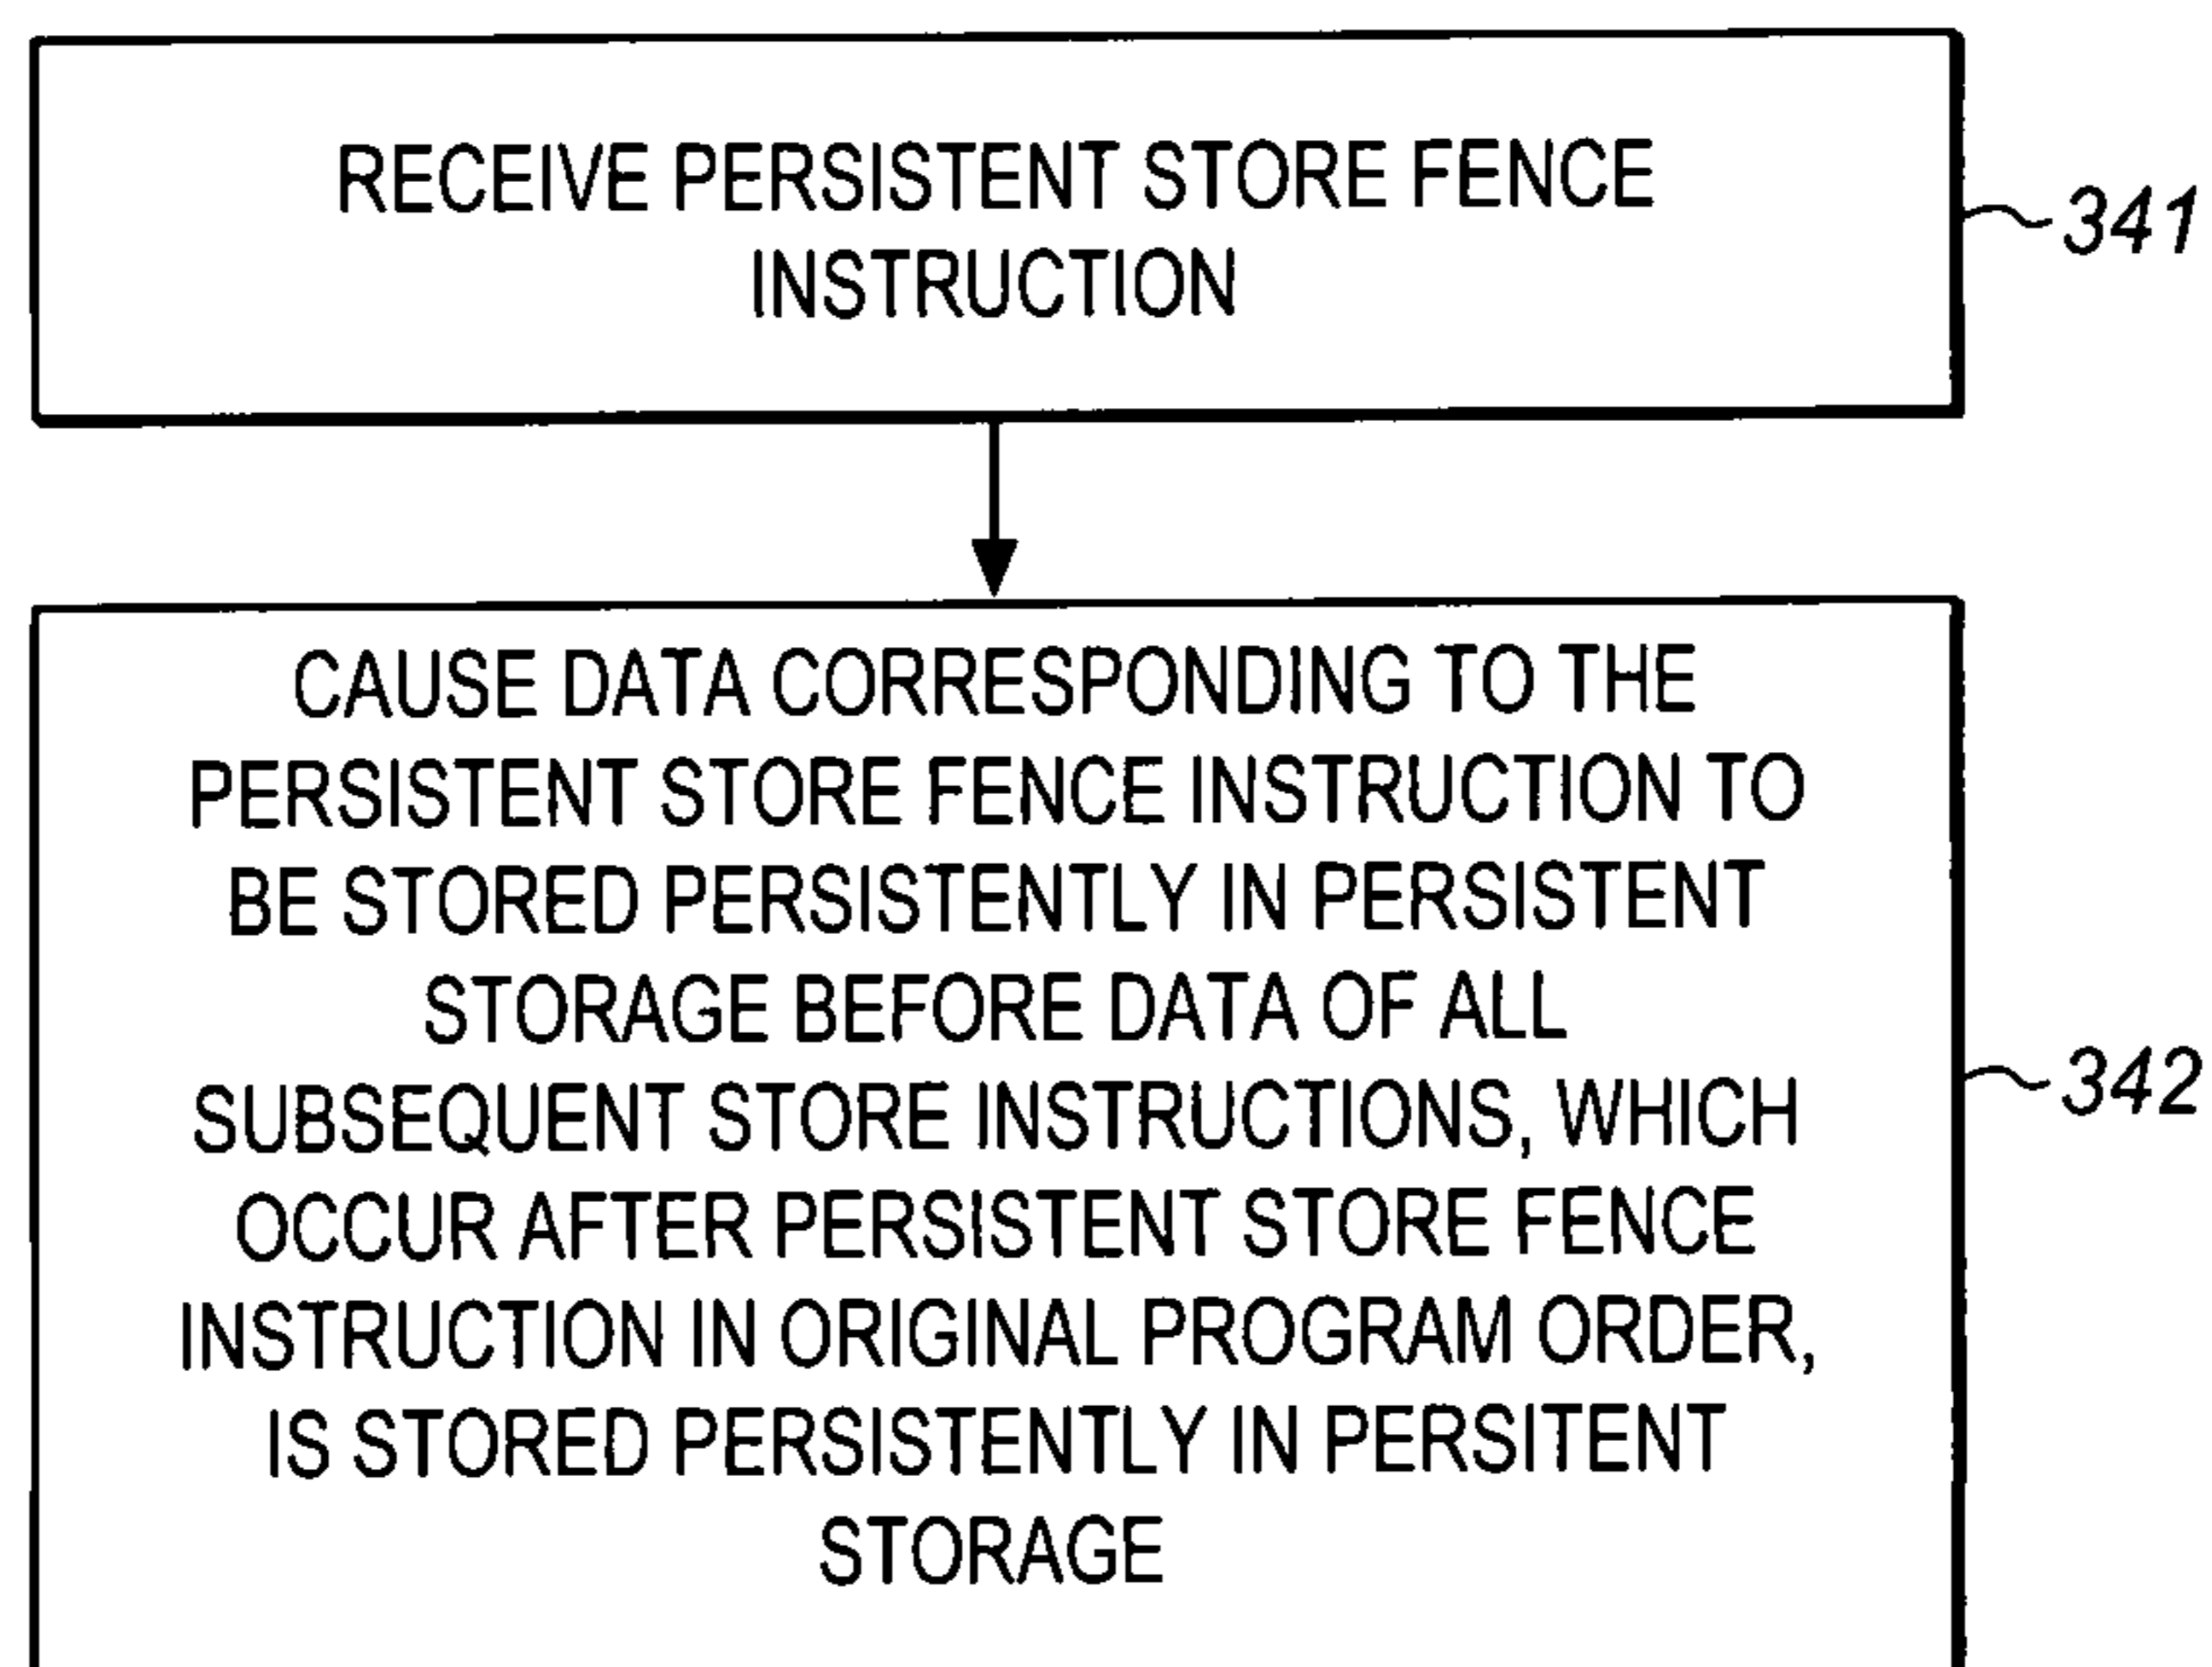 RECEIVE PERSISTENT STORE FENCE
INSTRUCTION
341
CAUSE DATA CORRESPONDING TO THE
PERSISTENT STORE FENCE INSTRUCTION TO
BE STORED PERSISTENTLY IN PERSISTENT
STORAGE BEFORE DATA OF ALL
SUBSEQUENT STORE INSTRUCTIONS, WHICH
OCCUR AFTER PERSISTENT STORE FENCE
INSTRUCTION IN ORIGINAL PROGRAM ORDER,
IS STORED PERSISTENTLY IN PERSITENT
STORAGE
342